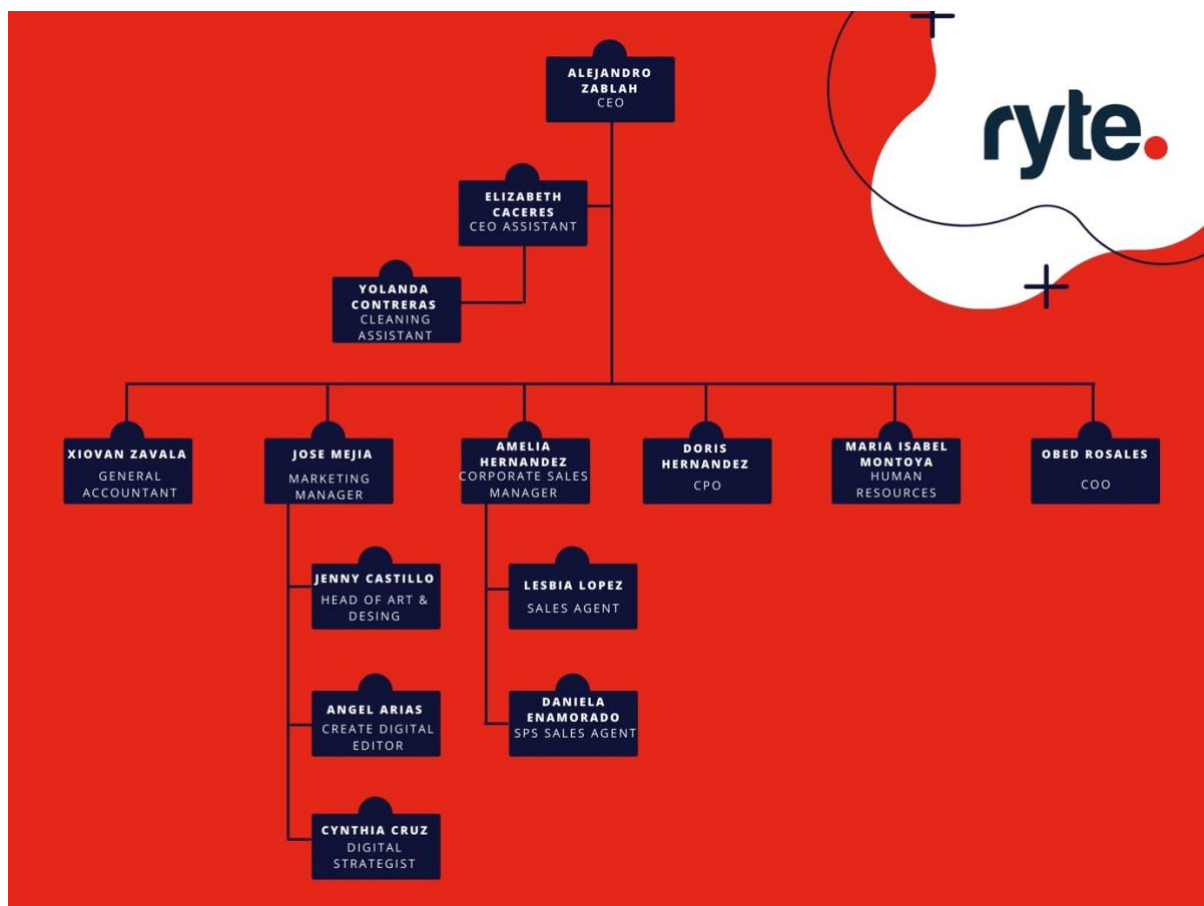 ALEJANDRO
ZABLAH
CEO
ryte.
ELIZABETH
CACERES
CEO ASSISTANT
YOLANDA
CONTRERAS
CLEANING
ASSISTANT
XIOVAN ZAVALA
GENERAL
ACCOUNTANT
JOSE MEJIA
MARKETING
MANAGER
AMELIA
HERNANDEZ
CORPORATE SALES
MANAGER
DORIS
HERNANDEZ
CPO
MARIA ISABEL
MONTOYA
HUMAN
RESOURCES
OBED ROSALES
COO
JENNY CASTILLO
HEAD OF ART &
DESING
LESBIA LOPEZ
SALES AGENT
ANGEL ARIAS
CREATE DIGITAL
EDITOR
DANIELA
ENAMORADO
SPS SALES AGENT
CYNTHIA CRUZ
DIGITAL
STRATEGIST